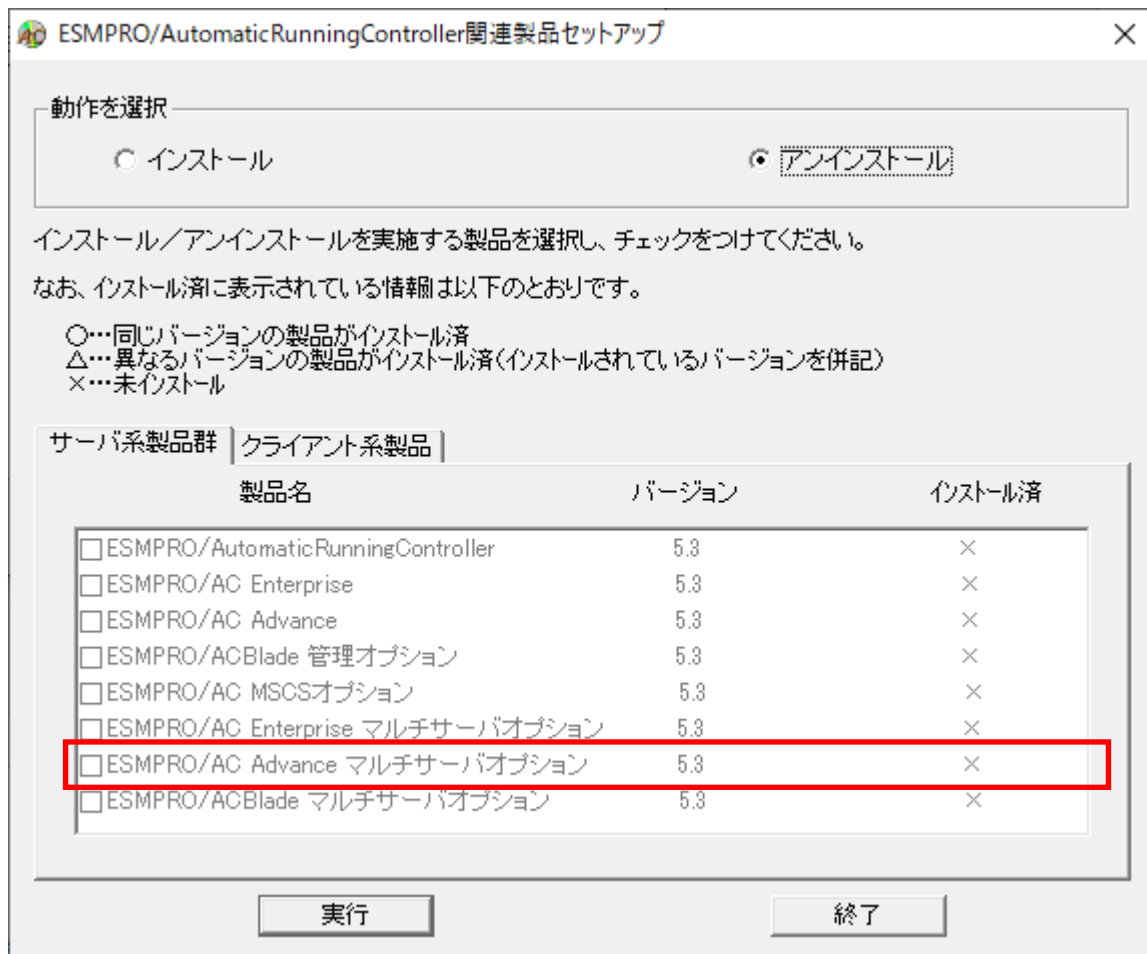 ESMPRO/AutomaticRunningController関連製品セットアップ
動作を選択
インストール アンインストール
インストール／アンインストールを実施する製品を選択し、チェックをつけてください。
なお、インストール済に表示されている情報は以下のとおりです。
○…同じバージョンの製品がインストール済
△…異なるバージョンの製品がインストール済(インストールされているバージョンを併記)
×…未インストール
サーバ系製品群 クライアント系製品
製品名 バージョン インストール済
ESMPRO/AutomaticRunningController 5.3 ×
ESMPRO/AC Enterprise 5.3 ×
ESMPRO/AC Advance 5.3 ×
ESMPRO/ACBlade 管理オプション 5.3 ×
ESMPRO/AC MSCSオプション 5.3 ×
ESMPRO/AC Enterprise マルチサーバオプション 5.3 ×
ESMPRO/AC Advance マルチサーバオプション 5.3 ×
ESMPRO/ACBlade マルチサーバオプション 5.3 ×
実行 終了